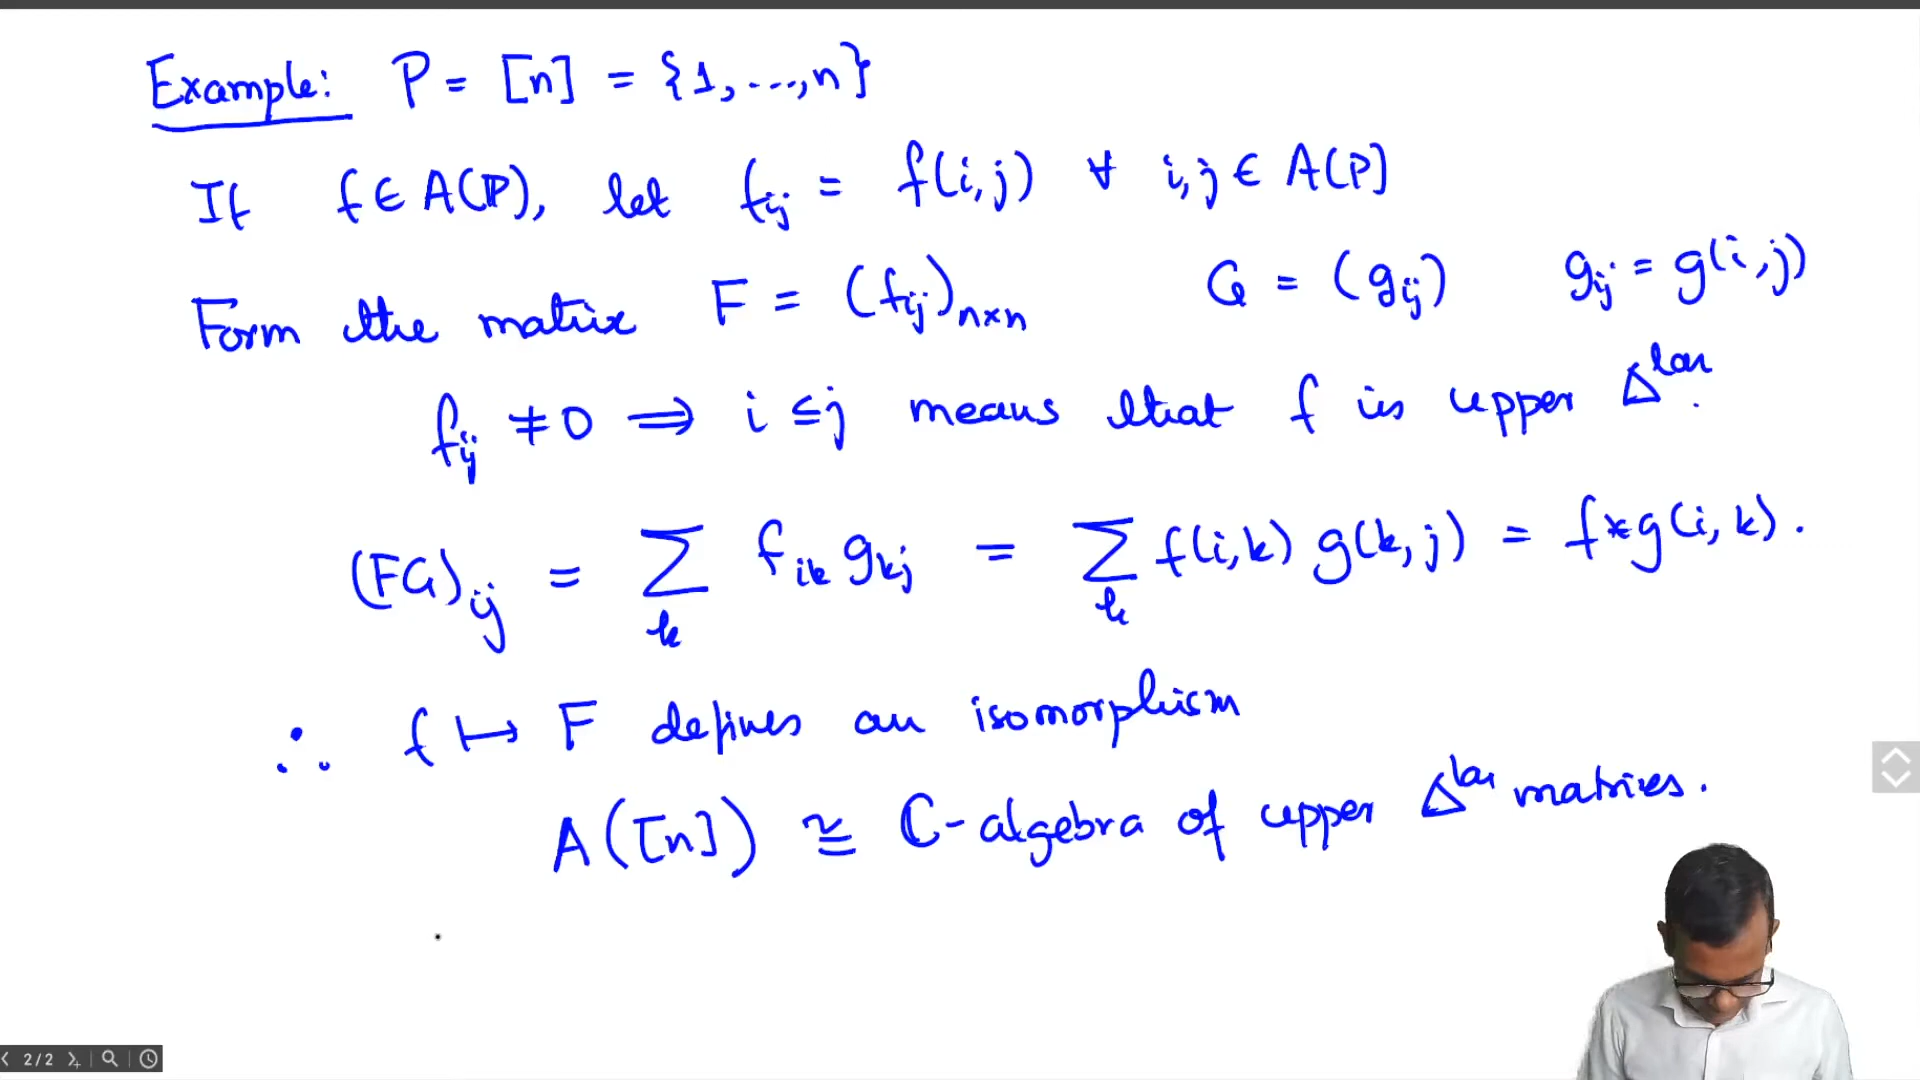 Example: P = [n] = {1, ..., n}
If f ∈ A(P), let f_ij = f(i,j) ∀ i,j ∈ A(P)
Form the matrix F = (f_ij)_n×n G = (g_ij) g_ij = g(i,j)
f_ij ≠ 0 ⟹ i ≤ j means that f is upper Δ^lar.
(FG)_ij = Σ_k f_ik g_kj = Σ_k f(i,k) g(k,j) = f*g(i,k).
∴ f ↦ F defines an isomorphism
A([n]) ≅ ℂ-algebra of upper Δ^lar matrices.
2/2